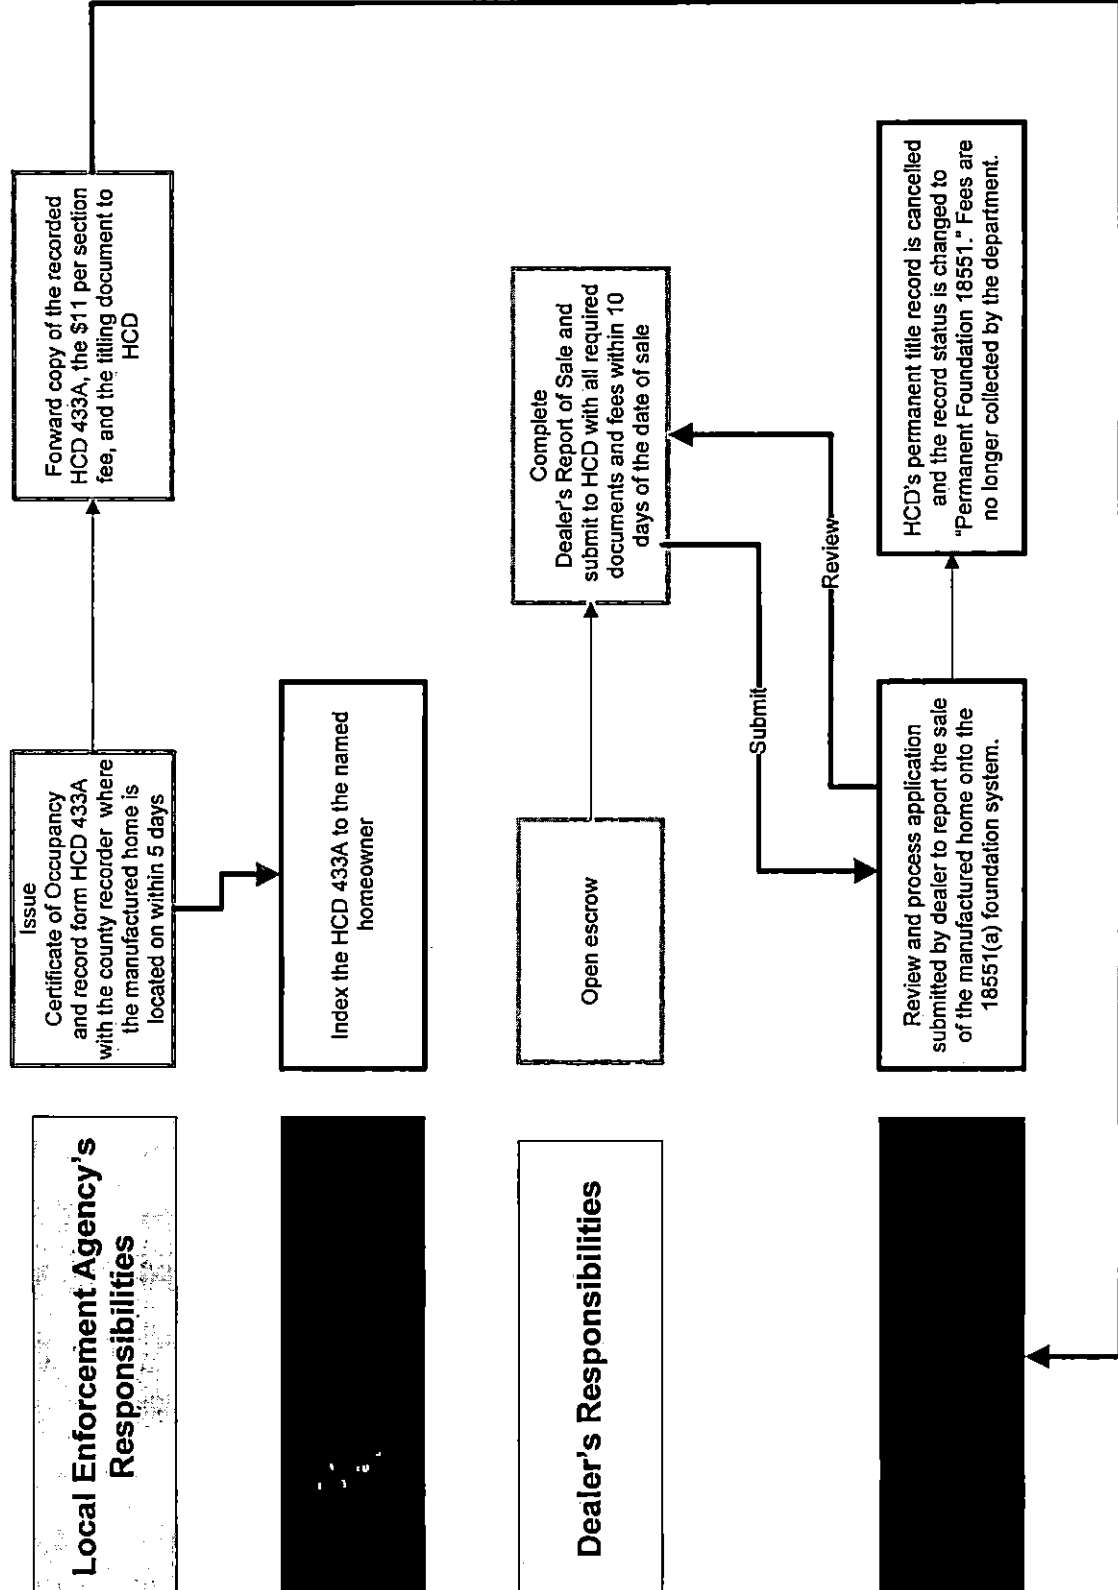 Local Enforcement Agency's
Responsibilities
Issue
Certificate of Occupancy
and record form HCD 433A
with the county recorder where
the manufactured home is
located on within 5 days
Forward copy of the recorded
HCD 433A, the $11 per section
fee, and the titling document to
HCD
Index the HCD 433A to the named
homeowner
Dealer's Responsibilities
Open escrow
Complete
Dealer's Report of Sale and
submit to HCD with all required
documents and fees within 10
days of the date of sale
Submit
Review
Review and process application
submitted by dealer to report the sale
of the manufactured home onto the
18551(a) foundation system.
HCD's permanent title record is cancelled
and the record status is changed to
"Permanent Foundation 18551." Fees are
no longer collected by the department.